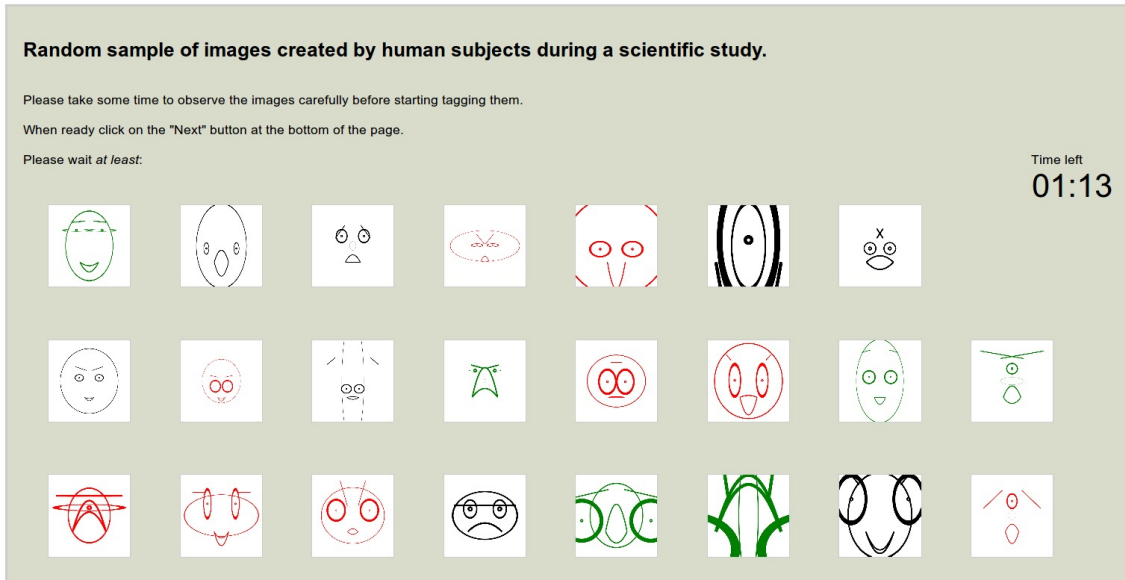 Random sample of images created by human subjects during a scientific study.
Please take some time to observe the images carefully before starting tagging them.
When ready click on the "Next" button at the bottom of the page.
Please wait at least:
Time left
01:13